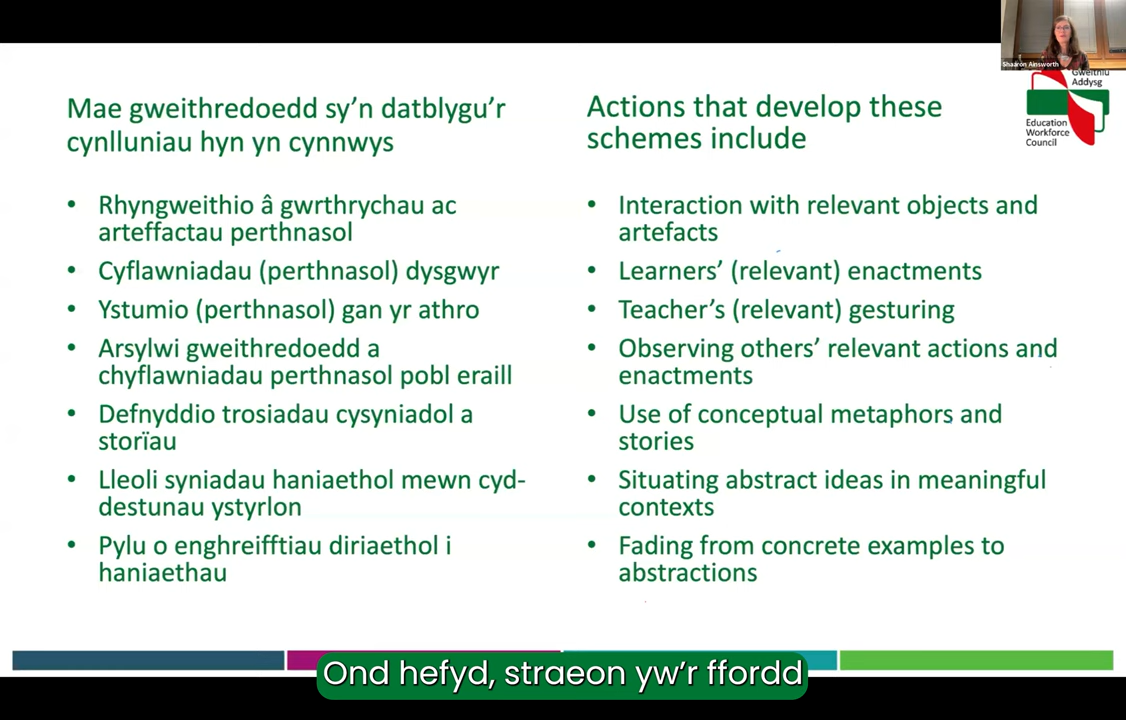 Shaaron Ainsworth
Gweithlu
Addysg
Education
Workforce
Council
Mae gweithredoedd sy’n datblygu’r
cynlluniau hyn yn cynnwys
• Rhyngweithio â gwrthrychau ac
arteffactau perthnasol
• Cyflawniadau (perthnasol) dysgwyr
• Ystumio (perthnasol) gan yr athro
• Arsylwi gweithredoedd a
chyflawniadau perthnasol pobl eraill
• Defnyddio trosiadau cysyniadol a
storïau
• Lleoli syniadau haniaethol mewn cyd-
destunau ystyrlon
• Pylu o enghreifftiau diriaethol i
haniaethau
Actions that develop these
schemes include
• Interaction with relevant objects and
artefacts
• Learners’ (relevant) enactments
• Teacher’s (relevant) gesturing
• Observing others’ relevant actions and
enactments
• Use of conceptual metaphors and
stories
• Situating abstract ideas in meaningful
contexts
• Fading from concrete examples to
abstractions
Ond hefyd, straeon yw’r ffordd